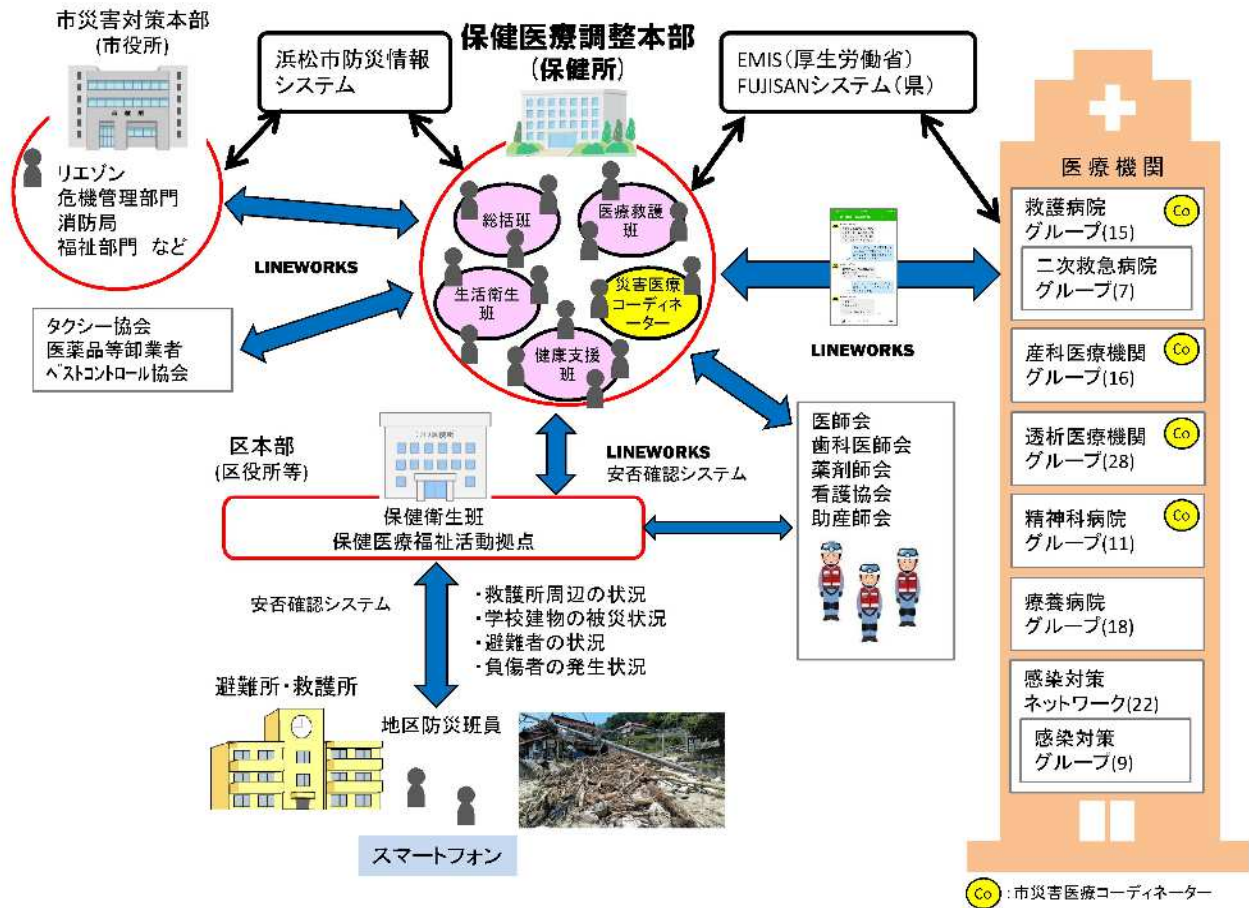 市災害対策本部
(市役所)
リエゾン
危機管理部門
消防局
福祉部門 など
浜松市防災情報
システム
保健医療調整本部
(保健所)
EMIS(厚生労働省)
FUJISANシステム(県)
総括班
医療救護
班
生活衛生
班
災害医療
コーディネ
ーター
健康支援
班
LINEWORKS
タクシー協会
医薬品等卸業者
ペストコントロール協会
LINEWORKS
区本部
(区役所等)
保健衛生班
保健医療福祉活動拠点
LINEWORKS
安否確認システム
医師会
歯科医師会
薬剤師会
看護協会
助産師会
安否確認システム
・救護所周辺の状況
・学校建物の被災状況
・避難者の状況
・負傷者の発生状況
避難所・救護所
地区防災班員
スマートフォン
医療機関
救護病院 Co
グループ(15)
二次救急病院
グループ(7)
産科医療機関 Co
グループ(16)
透析医療機関 Co
グループ(28)
精神科病院 Co
グループ(11)
療養病院
グループ(18)
感染対策
ネットワーク(22)
感染対策
グループ(9)
Co :市災害医療コーディネーター